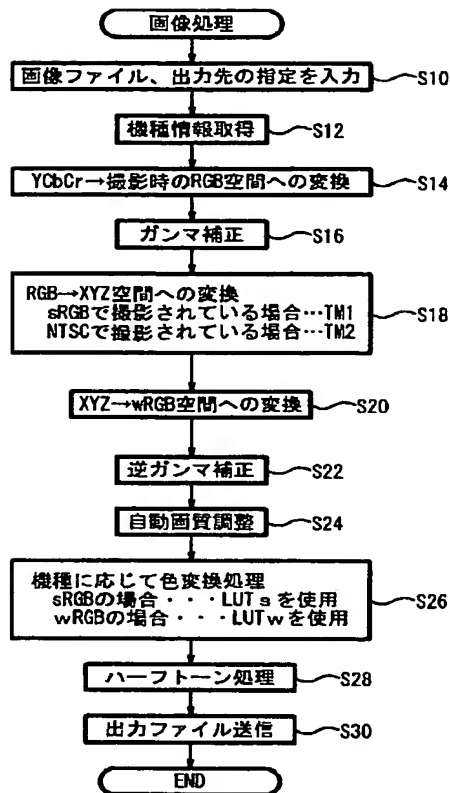 画像処理
画像ファイル、出力先の指定を入力
S10
機種情報取得
S12
YCbCr→撮影時のRGB空間への変換
S14
ガンマ補正
S16
RGB→XYZ空間への変換
sRGBで撮影されている場合…TM1
NTSCで撮影されている場合…TM2
S18
XYZ→wRGB空間への変換
S20
逆ガンマ補正
S22
自動画質調整
S24
機種に応じて色変換処理
sRGBの場合・・・LUTsを使用
wRGBの場合・・・LUTwを使用
S26
ハーフトーン処理
S28
出力ファイル送信
S30
END